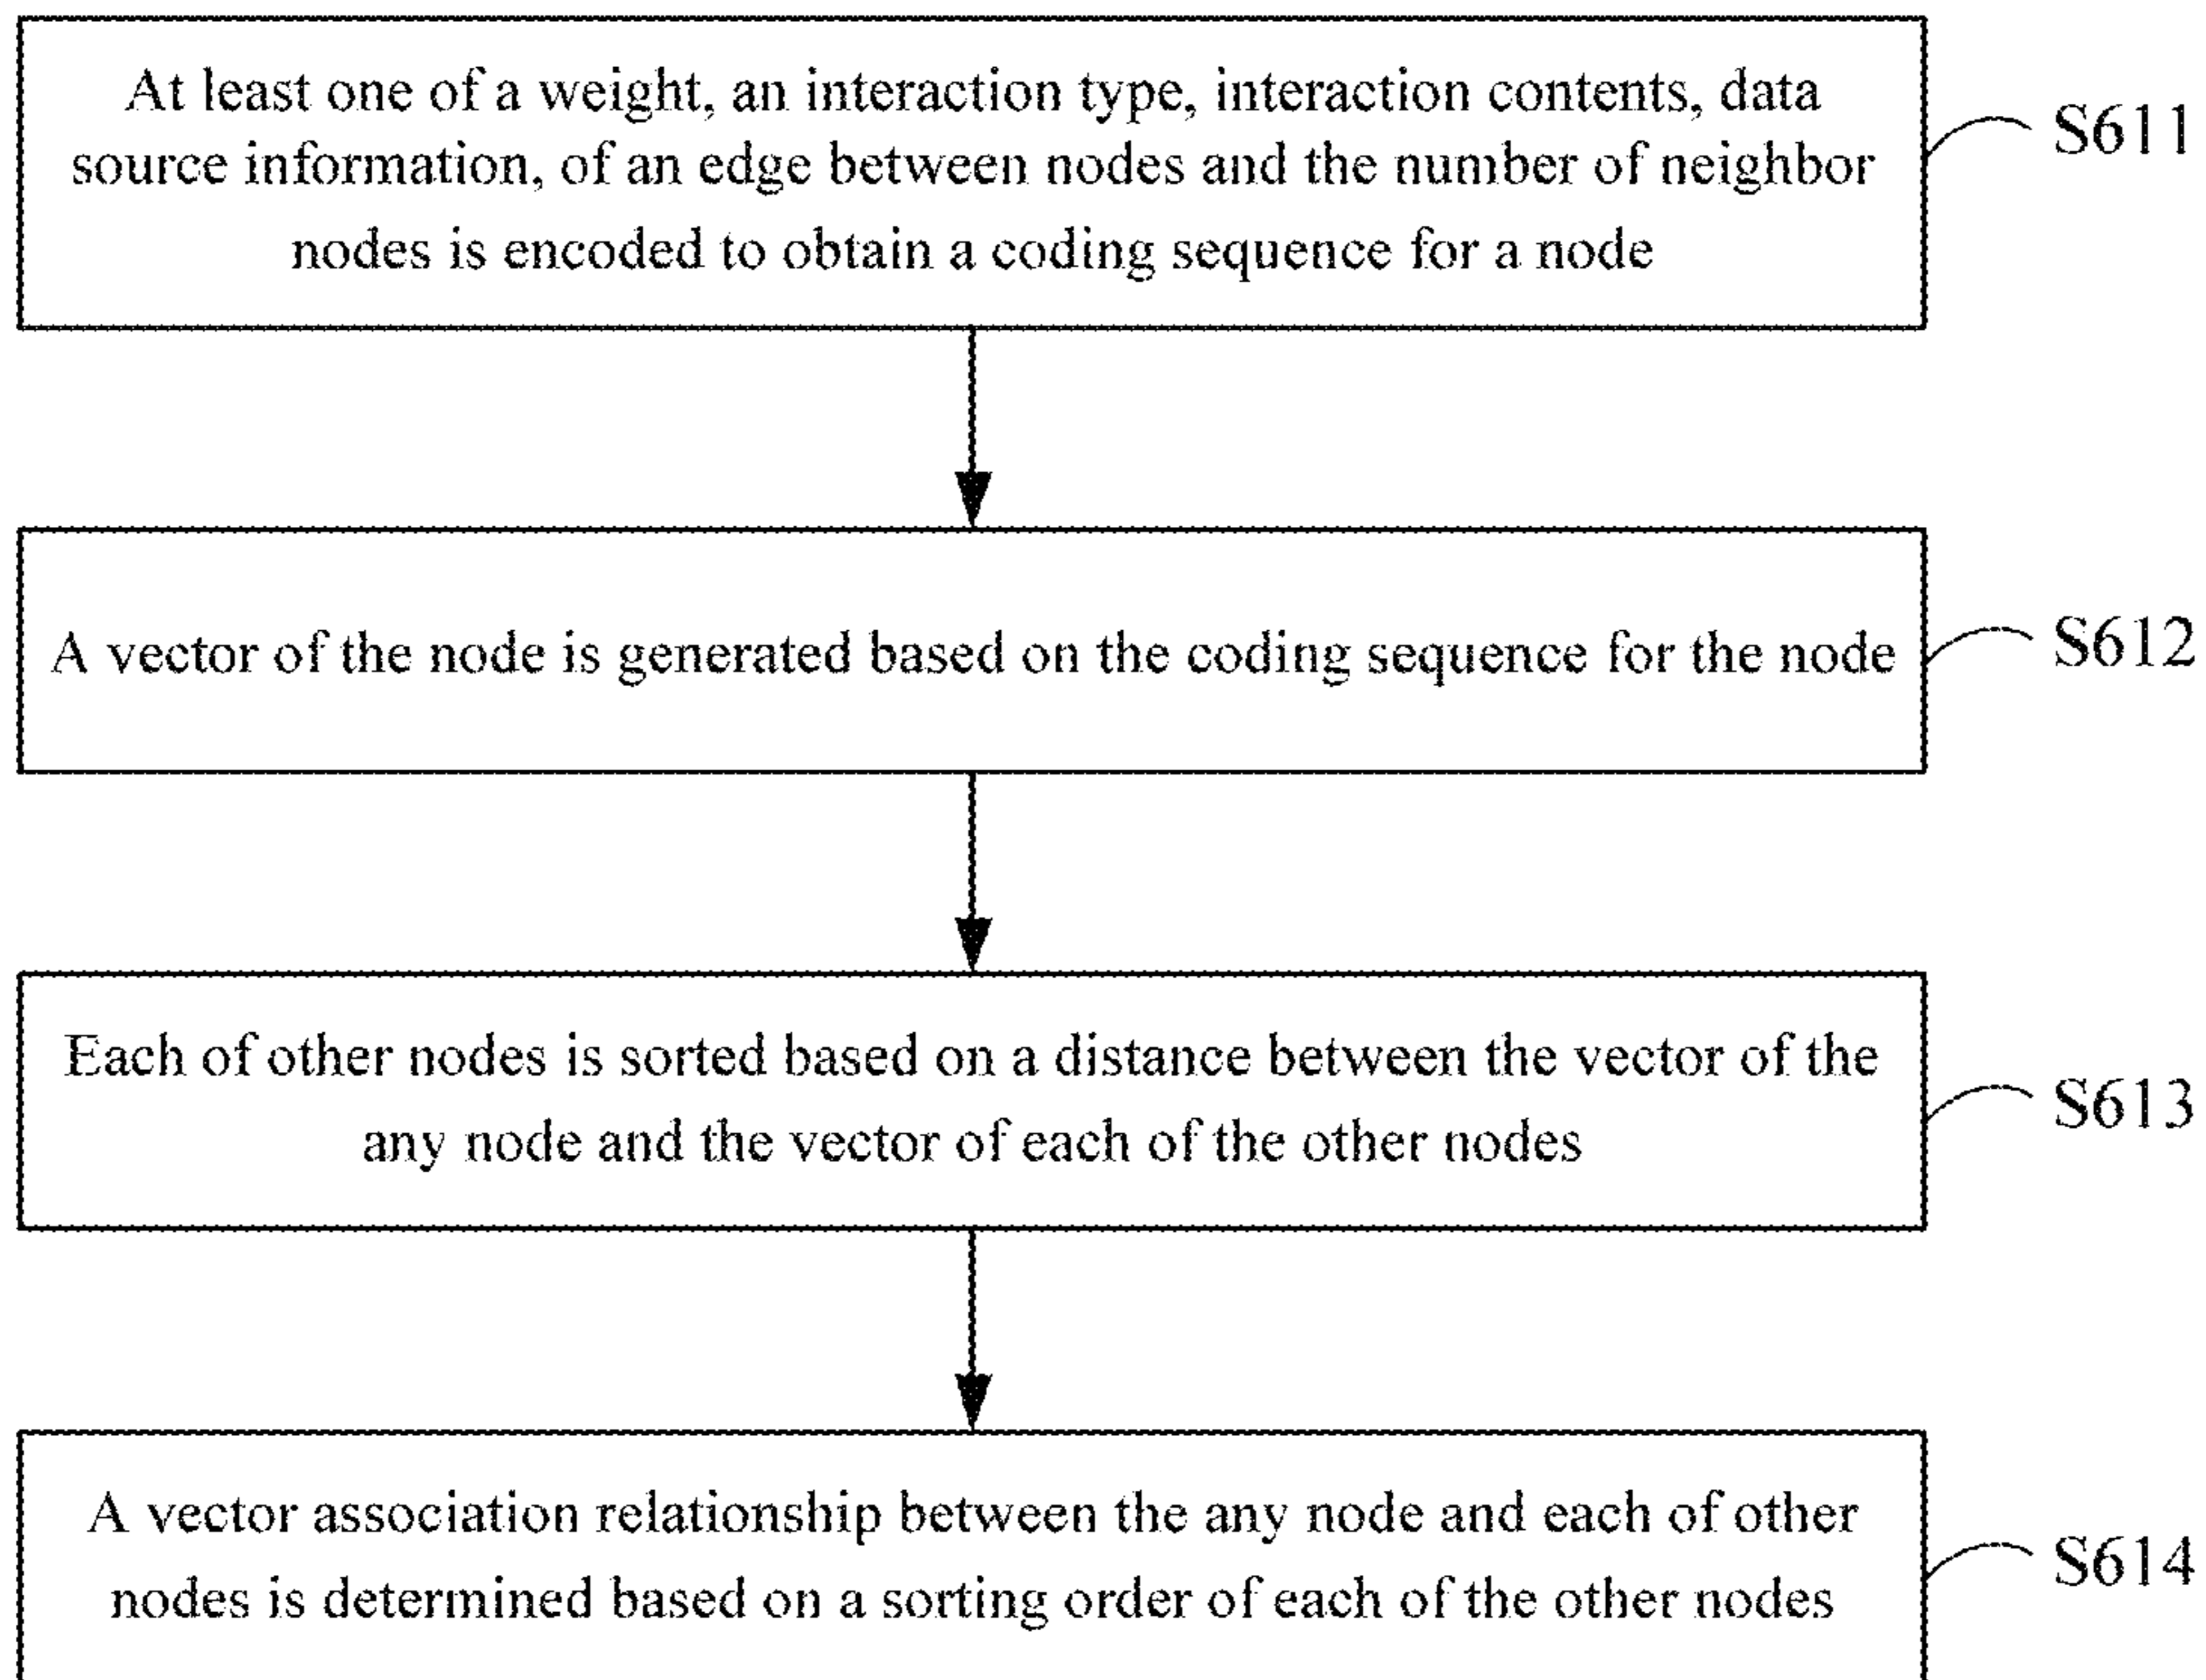 At least one of a weight, an interaction type, interaction contents, data
source information, of an edge between nodes and the number of neighbor
nodes is encoded to obtain a coding sequence for a node
S611
A vector of the node is generated based on the coding sequence for the node
S612
Each of other nodes is sorted based on a distance between the vector of the
any node and the vector of each of the other nodes
S613
A vector association relationship between the any node and each of other
nodes is determined based on a sorting order of each of the other nodes
S614